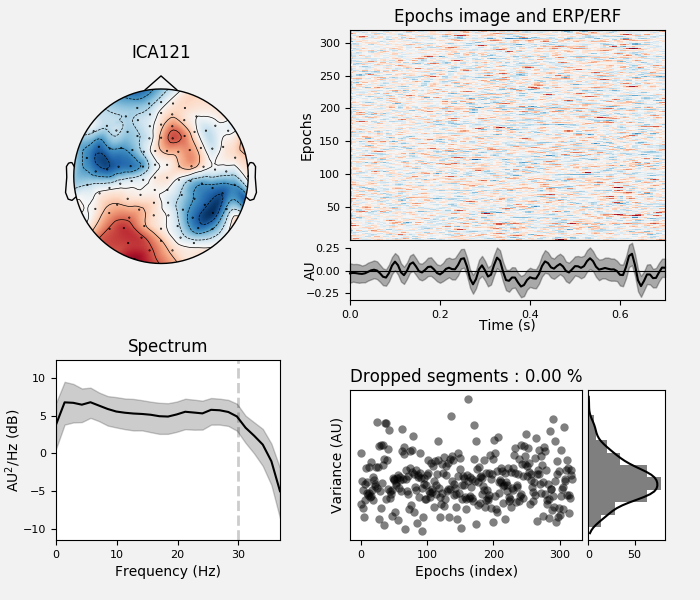 ICA121
Epochs image and ERP/ERF
Epochs
300
250
200
150
100
50
AU
0.25
0.00
−0.25
0.0
0.2
0.4
0.6
Time (s)
Spectrum
AU²/Hz (dB)
10
5
0
−5
−10
0
10
20
30
Frequency (Hz)
Dropped segments : 0.00 %
Variance (AU)
0
100
200
300
Epochs (index)
0
50